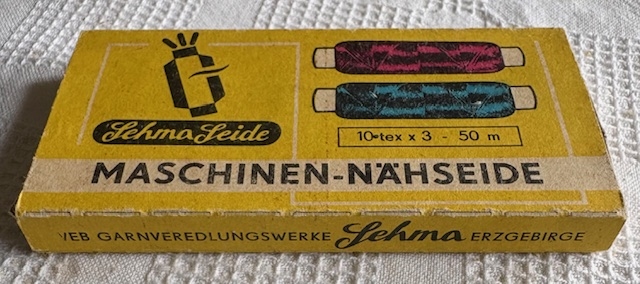 Sehma Seide
10 tex x 3 - 50 m
MASCHINEN-NÄHSEIDE
VEB GARNVEREDLUNGSWERKE Sehma ERZGEBIRGE